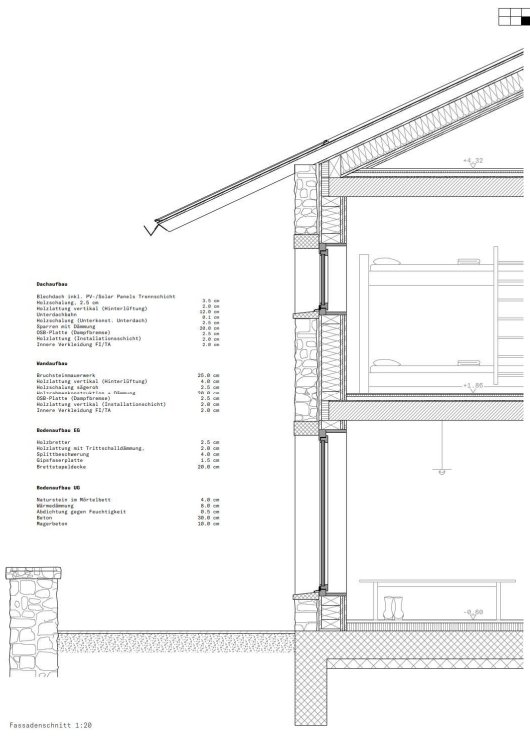 +4.32
Dachaufbau
Blechdach inkl. PV-/Solar Panels Trennschicht 3.5 cm
Holzschalung, 2.5 cm 2.0 cm
Holzlattung vertikal (Hinterlüftung) 12.0 cm
Unterdachbahn 0.1 cm
Holzschalung (Unterkonst. Unterdach) 2.5 cm
Sparren mit Dämmung 20.0 cm
OSB-Platte (Dampfbremse) 2.5 cm
Holzlattung (Installationsschicht) 2.0 cm
Innere Verkleidung FI/TA 2.0 cm
Wandaufbau
Bruchsteinmauerwerk 25.0 cm
Holzlattung vertikal (Hinterlüftung) 4.0 cm
Holzschalung sägeroh 2.5 cm
Holzrahmenkonstruktion + Dämmung 20.0 cm
OSB-Platte (Dampfbremse) 2.5 cm
Holzlattung vertikal (Installationsschicht) 2.0 cm
Innere Verkleidung FI/TA 2.0 cm
+1.86
Bodenaufbau EG
Holzbretter 2.5 cm
Holzlattung mit Trittschalldämmung, 2.0 cm
Splittbeschwerung 4.0 cm
Gipsfaserplatte 1.5 cm
Brettstapeldecke 20.0 cm
Bodenaufbau UG
Naturstein im Mörtelbett 4.0 cm
Wärmedämmung 8.0 cm
Abdichtung gegen Feuchtigkeit 0.5 cm
Beton 30.0 cm
Magerbeton 10.0 cm
Fassadenschnitt 1:20